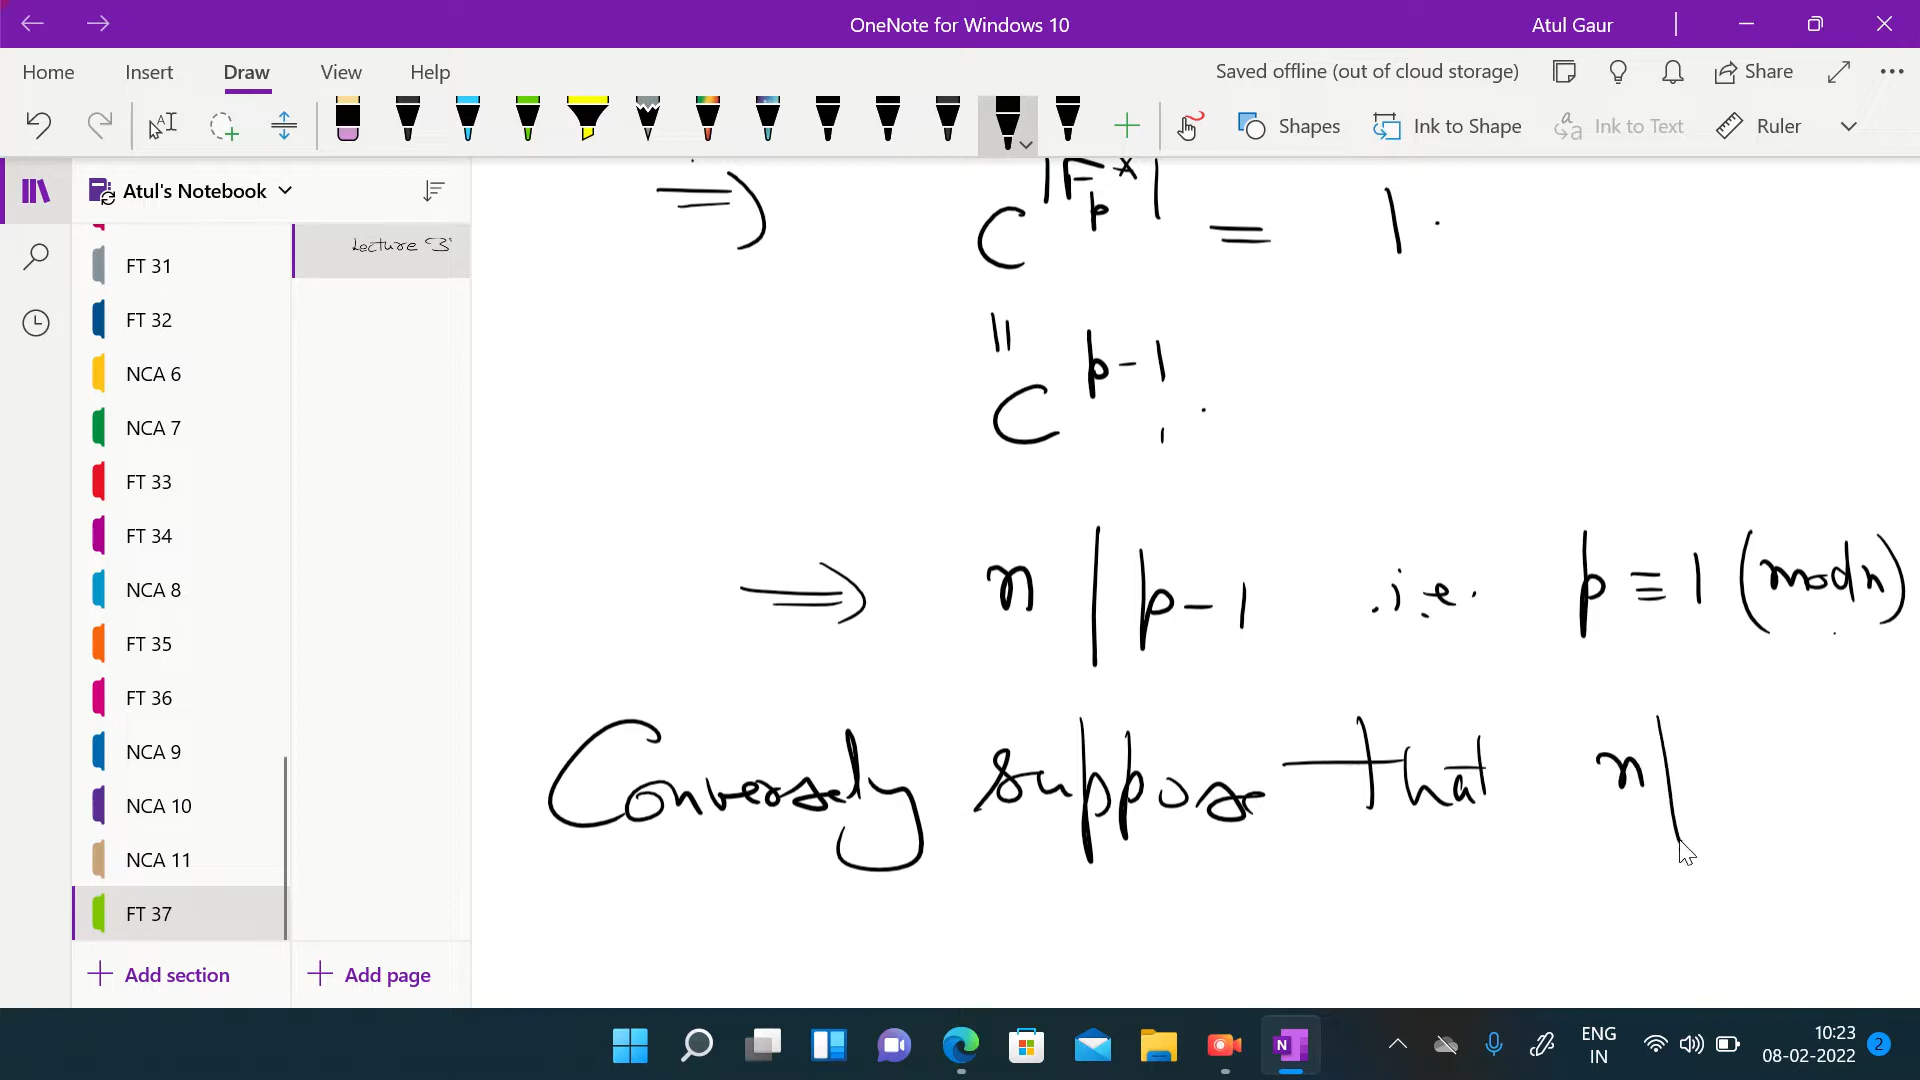 OneNote for Windows 10
Atul Gaur
Home Insert Draw View Help
Saved offline (out of cloud storage)
Share
Shapes
Ink to Shape
Ink to Text
Ruler
Atul's Notebook
FT 31
FT 32
NCA 6
NCA 7
FT 33
FT 34
NCA 8
FT 35
FT 36
NCA 9
NCA 10
NCA 11
FT 37
Add section
Lecture 3
Add page
⇒ C^|F_p^*| = 1.
"
C^p-1
⇒ n | p-1 i.e. p ≡ 1 (mod n)
Conversely suppose that n |
ENG
IN
10:23
08-02-2022
2